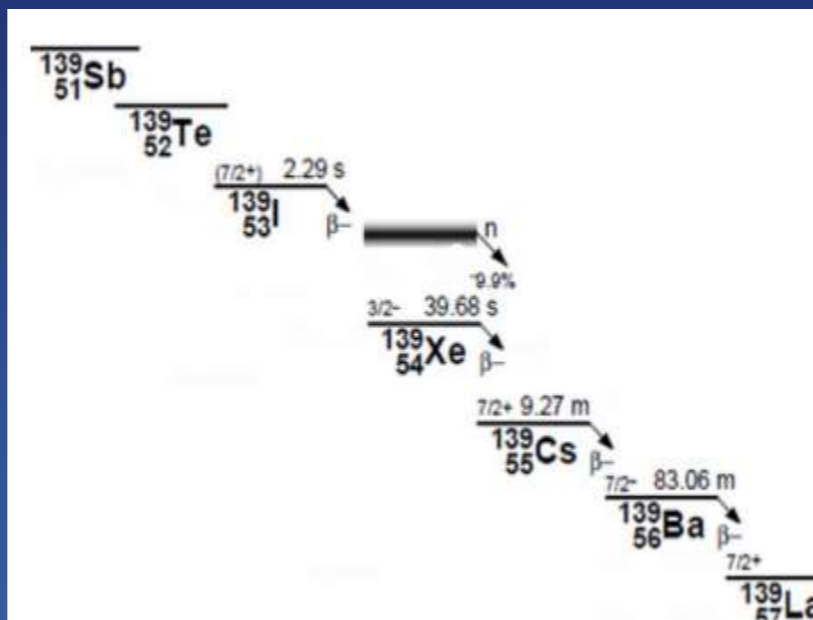 139
51Sb
139
52Te
(7/2+) 2.29 s
139
53I
β−
n
~9.9%
3/2- 39.68 s
139
54Xe
β−
7/2+ 9.27 m
139
55Cs
β−
7/2- 83.06 m
139
56Ba
β−
7/2+
139
57La